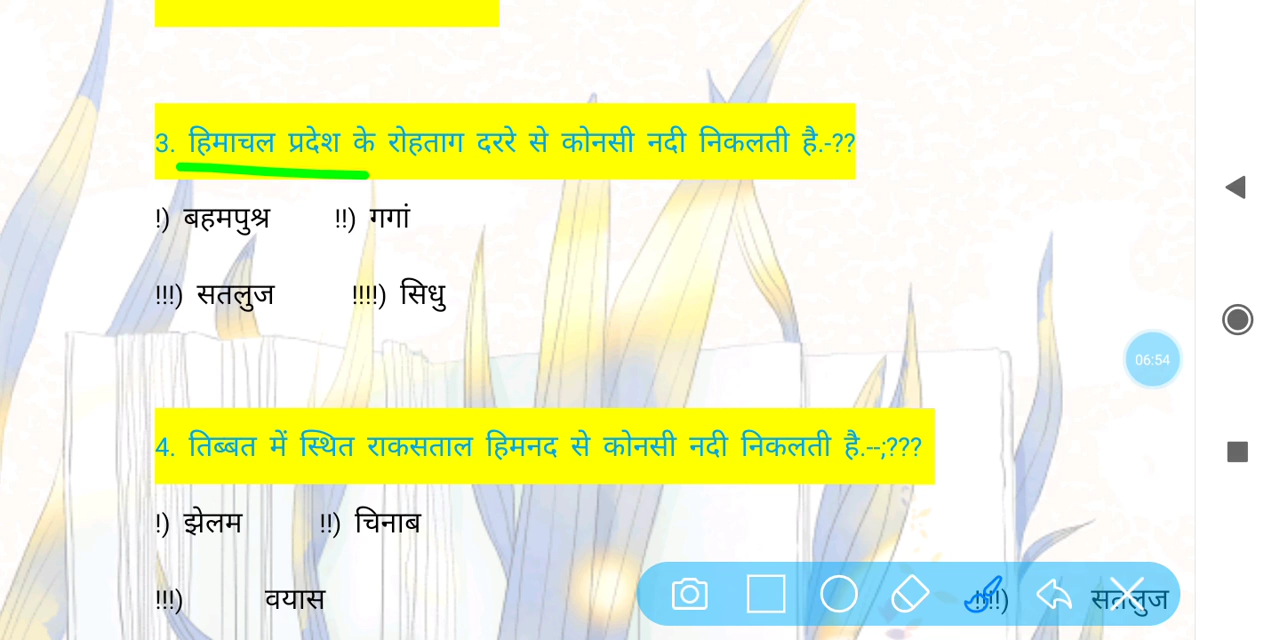 3. हिमाचल प्रदेश के रोहताग दररे से कोनसी नदी निकलती है.-??
!) बहमपुश्र !!) गगां
!!!) सतलुज !!!!) सिधु
06:54
4. तिब्बत में स्थित राकसताल हिमनद से कोनसी नदी निकलती है.--;???
!) झेलम !!) चिनाब
!!!) वयास !!!!) सतलुज